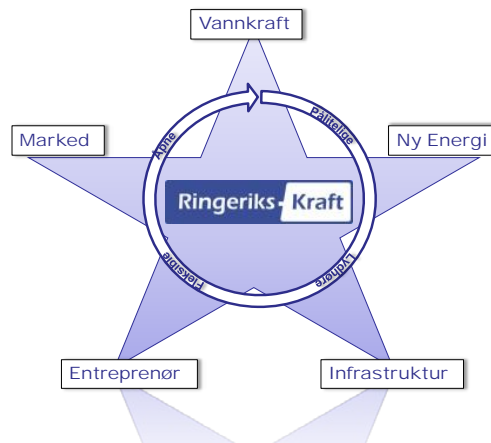 Vannkraft
Åpne
Pålitelige
Marked
Ny Energi
Ringeriks-Kraft
Fleksible
Lydhøre
Entreprenør
Infrastruktur